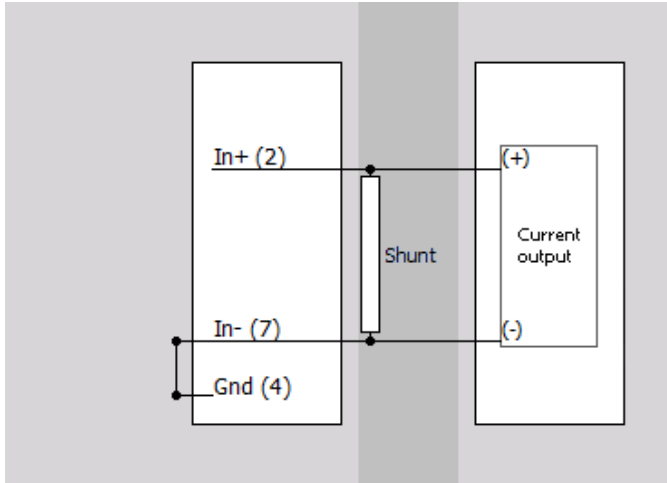 In+ (2)
(+)
Current
output
Shunt
In- (7)
(-)
Gnd (4)